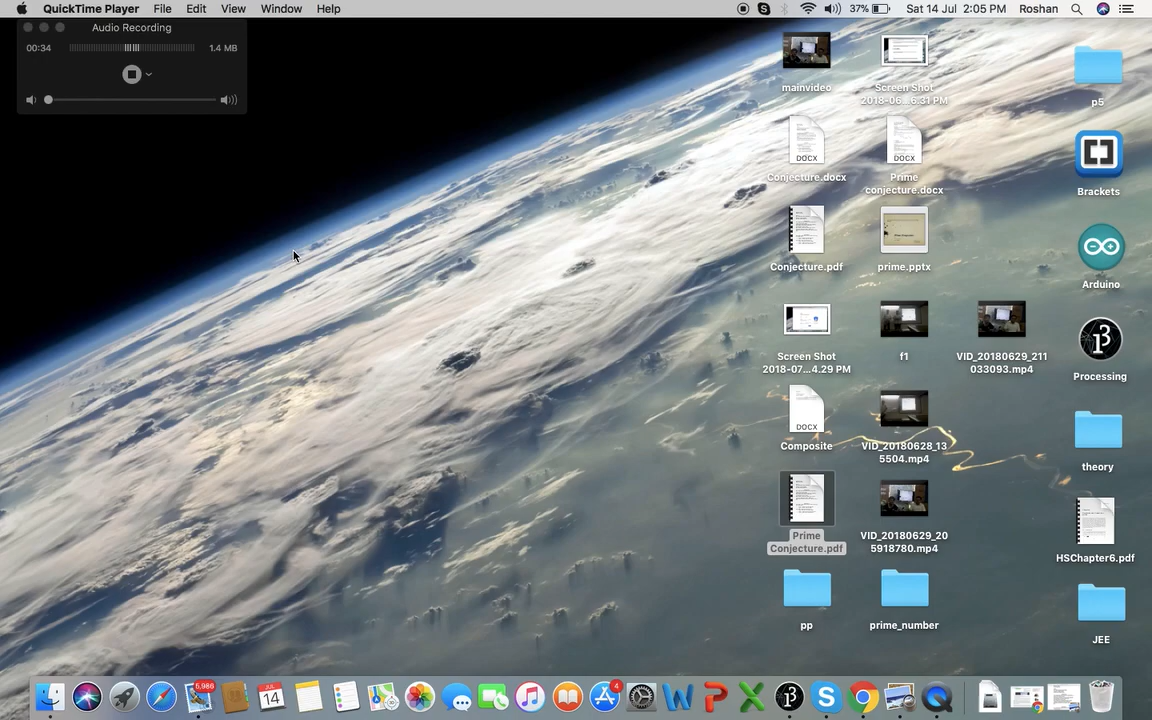 QuickTime Player File Edit View Window Help 37% Sat 14 Jul 2:05 PM Roshan
Audio Recording
00:34 1.4 MB
mainvideo
Screen Shot
2018-06...6.31 PM
p5
Conjecture.docx
Prime
conjecture.docx
Brackets
Conjecture.pdf
prime.pptx
Arduino
Screen Shot
2018-07...4.29 PM
f1
VID_20180629_211
033093.mp4
Processing
DOCX
DOCX
DOCX
Composite
VID_20180628_13
5504.mp4
theory
Prime
Conjecture.pdf
VID_20180629_20
5918780.mp4
HSChapter6.pdf
pp
prime_number
JEE
5,986
JUL
14
4